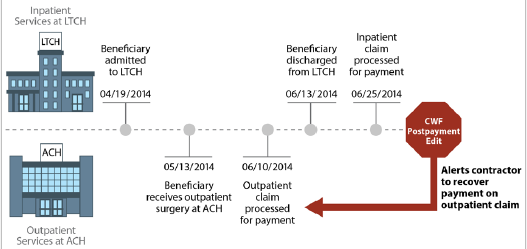 Inpatient
Services at LTCH
LTCH
Beneficiary
admitted
to LTCH
04/19/2014
Beneficiary
discharged
from LTCH
06/13/2014
Inpatient
claim
processed
for payment
06/25/2014
CWF
Postpayment
Edit
ACH
Outpatient
Services at ACH
05/13/2014
Beneficiary
receives outpatient
surgery at ACH
06/10/2014
Outpatient
claim
processed
for payment
Alerts contractor
to recover
payment on
outpatient claim